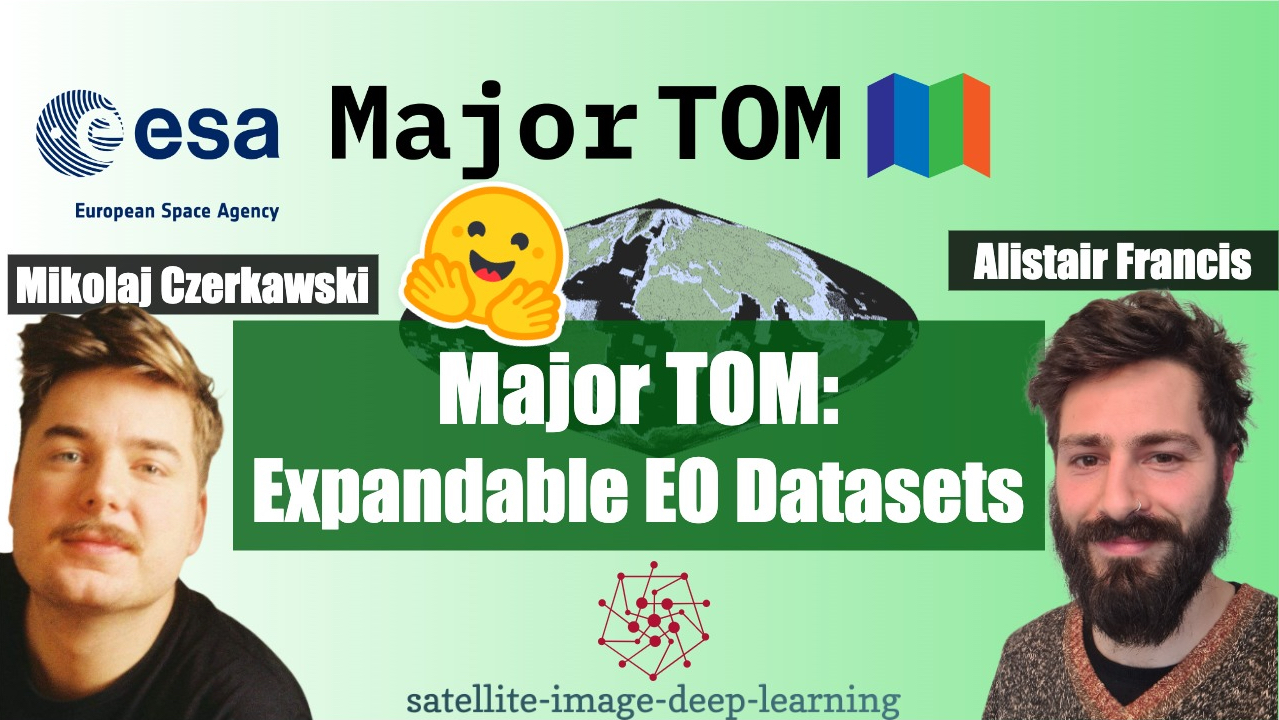 esa
European Space Agency
Major TOM
Mikolaj Czerkawski
Alistair Francis
Major TOM:
Expandable EO Datasets
satellite-image-deep-learning